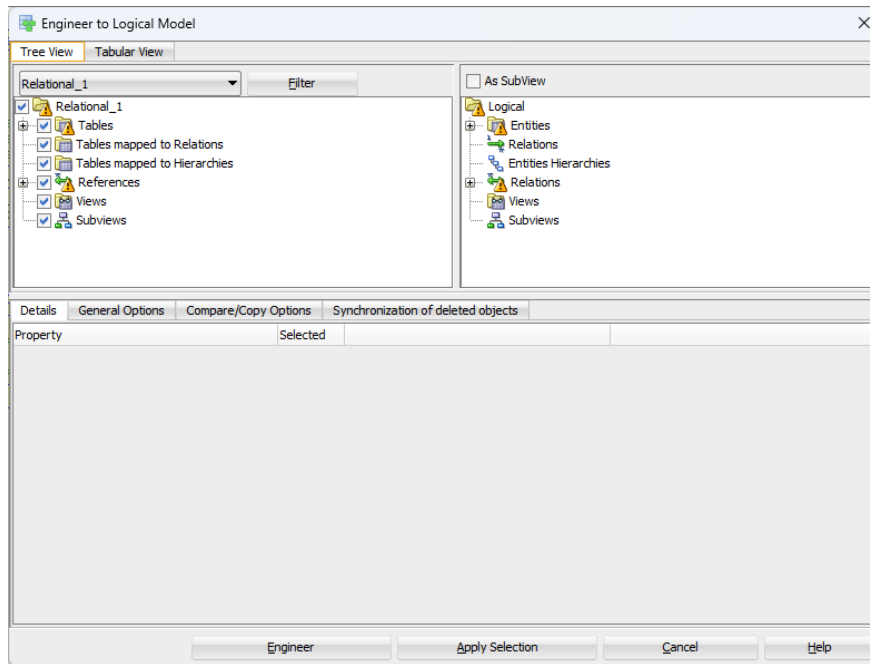 Engineer to Logical Model
Tree View Tabular View
Relational_1 Filter As SubView
Relational_1 Logical
Tables Entities
Tables mapped to Relations Relations
Tables mapped to Hierarchies Entities Hierarchies
References Relations
Views Views
Subviews Subviews
Details General Options Compare/Copy Options Synchronization of deleted objects
Property Selected
Engineer Apply Selection Cancel Help